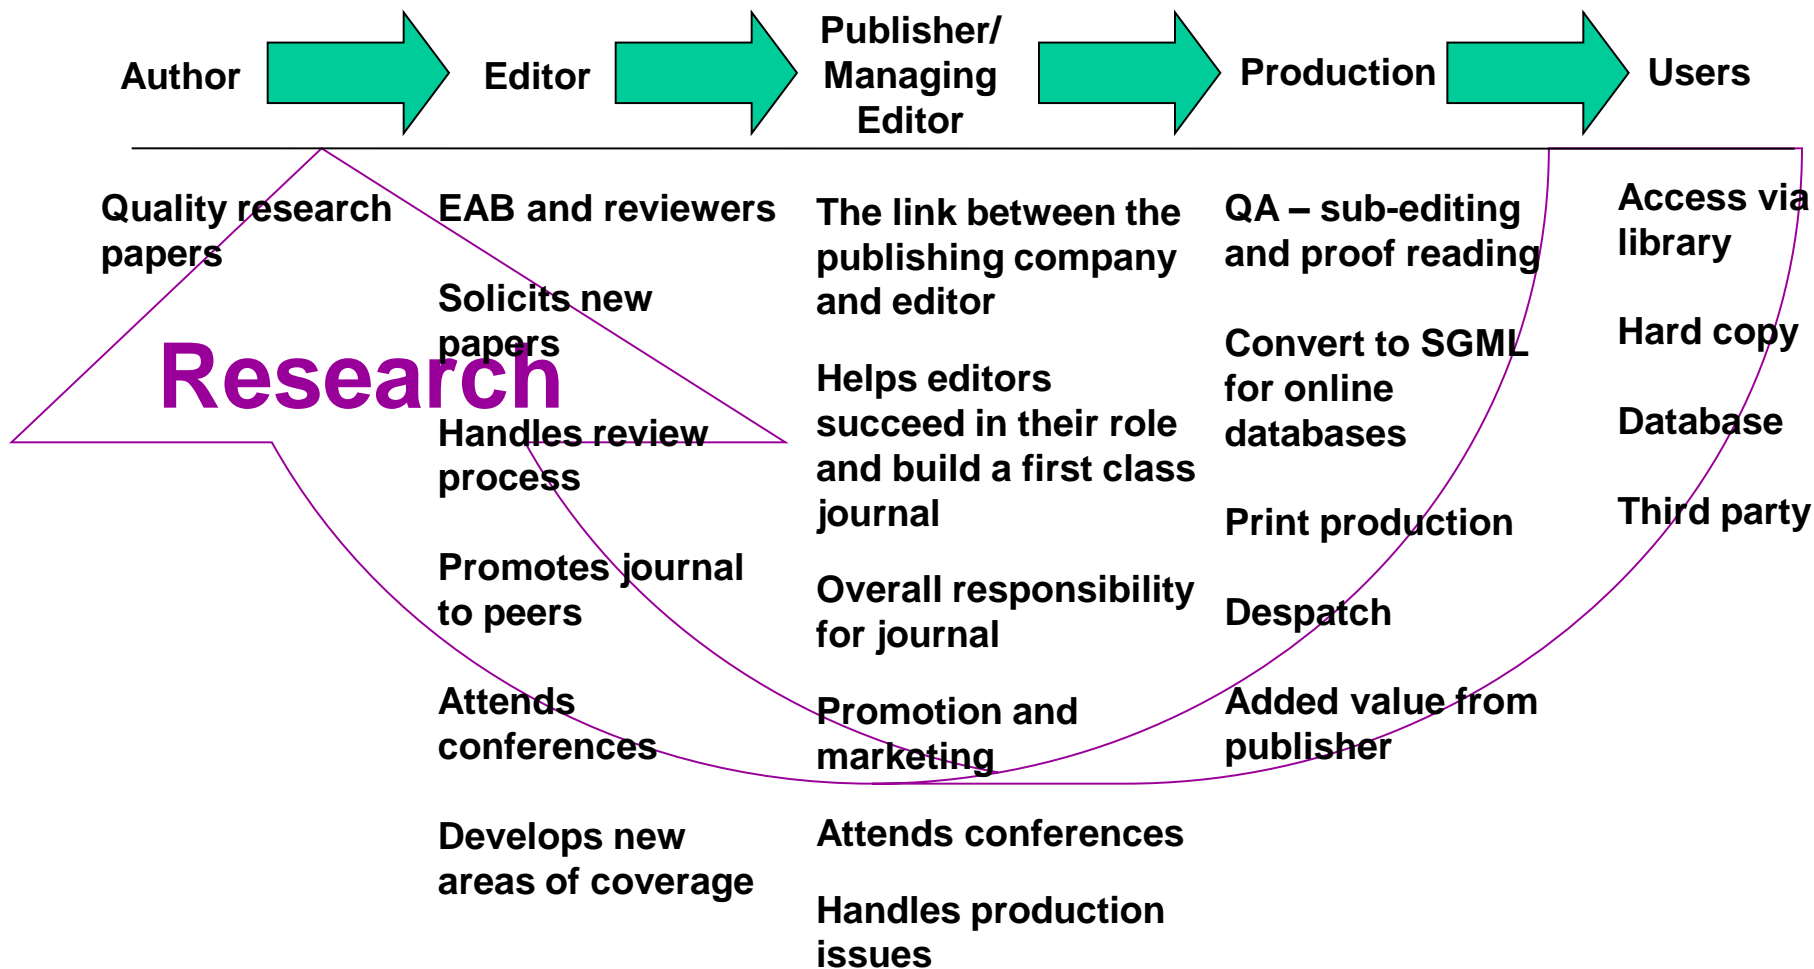 Author
Editor
Publisher/
Managing
Editor
Production
Users
Quality research
papers
Research
EAB and reviewers
Solicits new
papers
Handles review
process
Promotes journal
to peers
Attends
conferences
Develops new
areas of coverage
The link between the
publishing company
and editor
Helps editors
succeed in their role
and build a first class
journal
Overall responsibility
for journal
Promotion and
marketing
Attends conferences
Handles production
issues
QA – sub-editing
and proof reading
Convert to SGML
for online
databases
Print production
Despatch
Added value from
publisher
Access via
library
Hard copy
Database
Third party